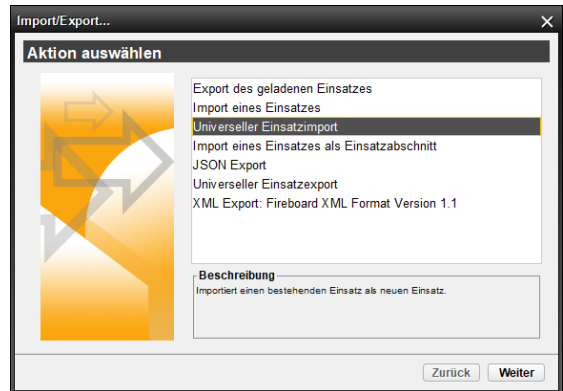 Import/Export...
Aktion auswählen
Export des geladenen Einsatzes
Import eines Einsatzes
Universeller Einsatzimport
Import eines Einsatzes als Einsatzabschnitt
JSON Export
Universeller Einsatzexport
XML Export: Fireboard XML Format Version 1.1
Beschreibung
Importiert einen bestehenden Einsatz als neuen Einsatz.
Zurück
Weiter